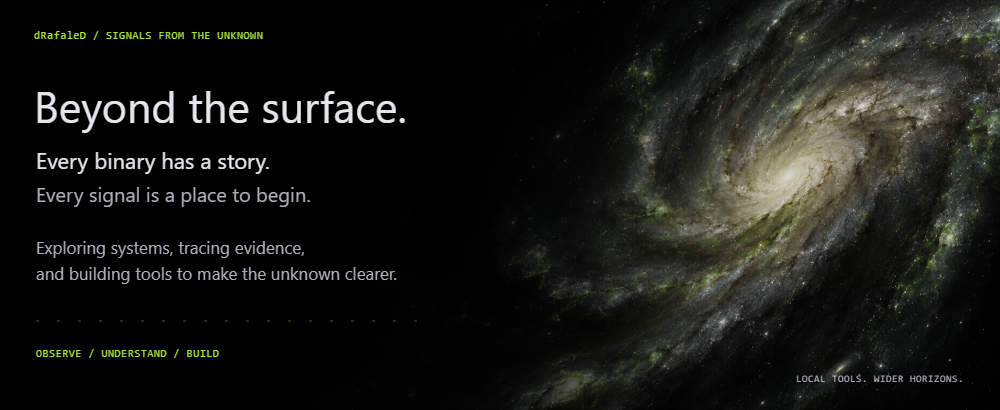 dRafaleD / SIGNALS FROM THE UNKNOWN
Beyond the surface.
Every binary has a story.
Every signal is a place to begin.
Exploring systems, tracing evidence,
and building tools to make the unknown clearer.
OBSERVE / UNDERSTAND / BUILD
LOCAL TOOLS. WIDER HORIZONS.